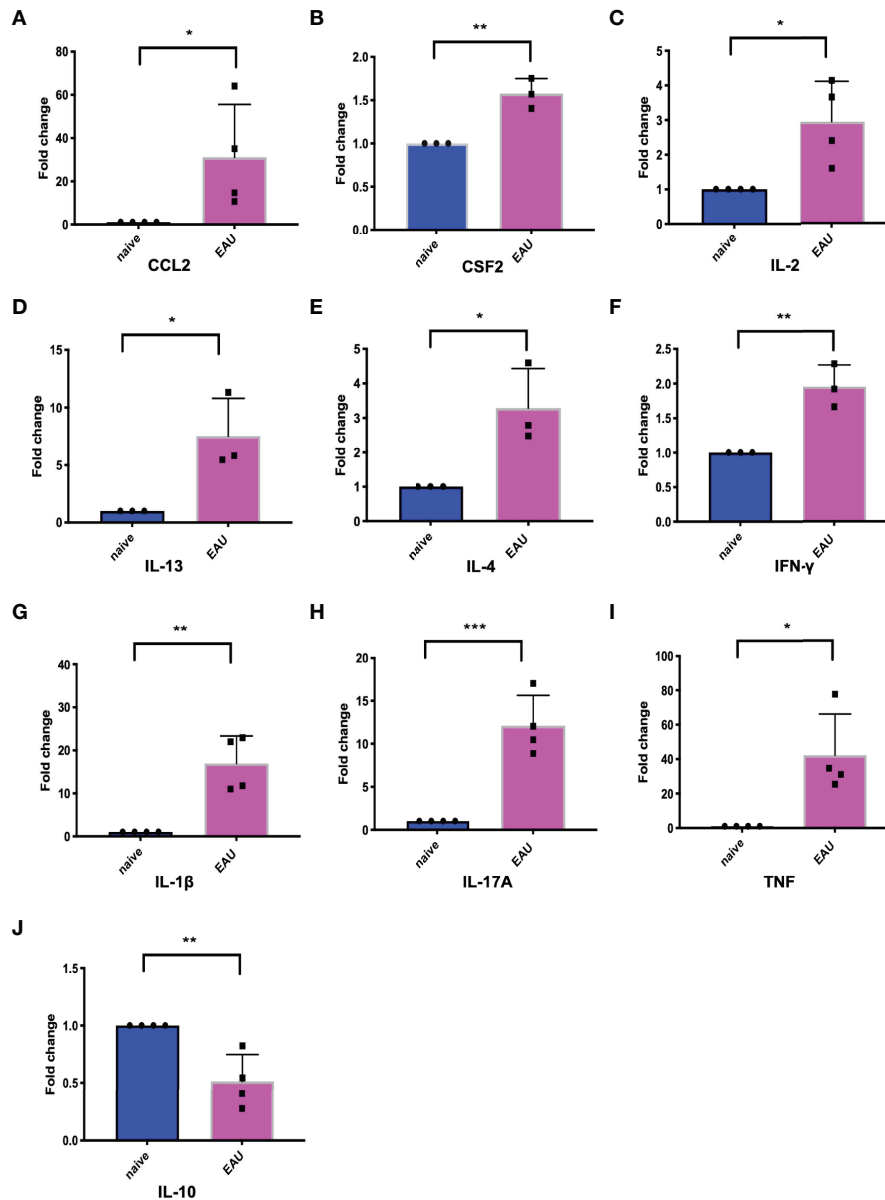 A
*
Fold change
80
60
40
20
0
naive
EAU
CCL2
B
**
Fold change
2.0
1.5
1.0
0.5
0.0
naive
EAU
CSF2
C
*
Fold change
5
4
3
2
1
0
naive
EAU
IL-2
D
*
Fold change
15
10
5
0
naive
EAU
IL-13
E
*
Fold change
5
4
3
2
1
0
naive
EAU
IL-4
F
**
Fold change
2.5
2.0
1.5
1.0
0.5
0.0
naive
EAU
IFN-γ
G
**
Fold change
40
30
20
10
0
naive
EAU
IL-1β
H
***
Fold change
20
15
10
5
0
naive
EAU
IL-17A
I
*
Fold change
100
80
60
40
20
0
naive
EAU
TNF
J
**
Fold change
1.5
1.0
0.5
0.0
naive
EAU
IL-10